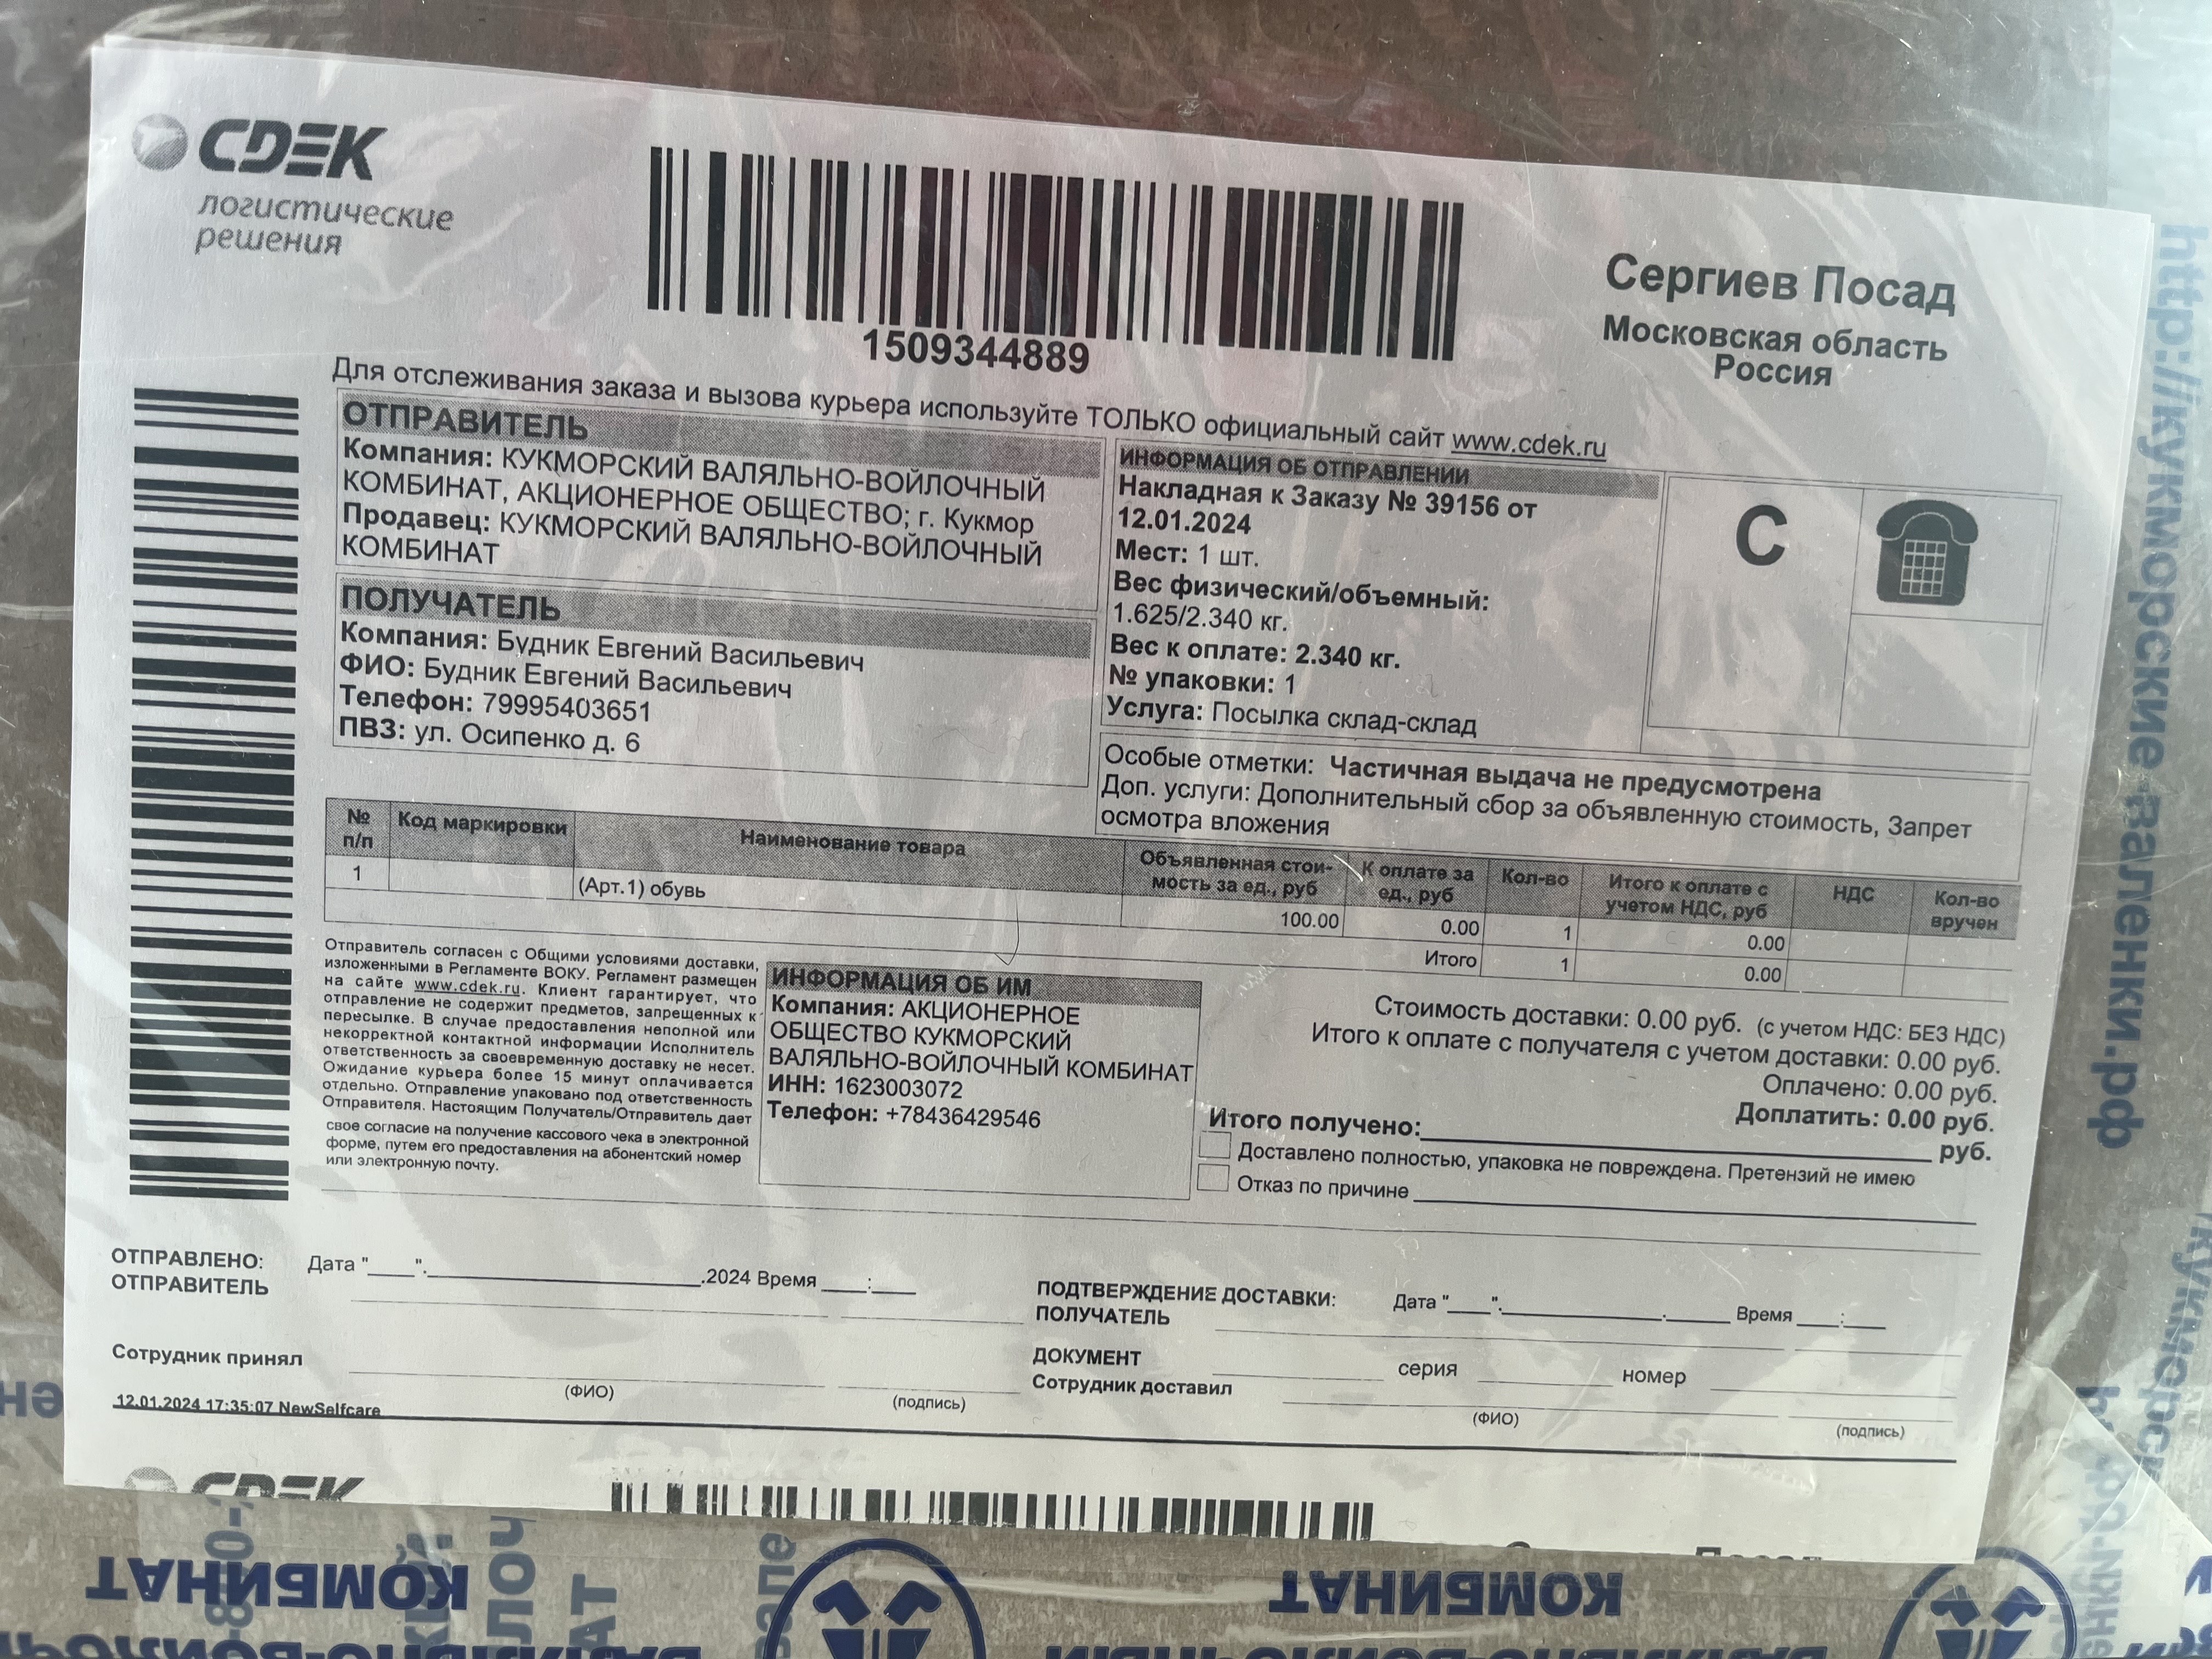 CDEK
логистические
решения
1509344889
Сергиев Посад
Московская область
Россия
Для отслеживания заказа и вызова курьера используйте ТОЛЬКО официальный сайт www.cdek.ru
ОТПРАВИТЕЛЬ
Компания: КУКМОРСКИЙ ВАЛЯЛЬНО-ВОЙЛОЧНЫЙ
КОМБИНАТ, АКЦИОНЕРНОЕ ОБЩЕСТВО; г. Кукмор
Продавец: КУКМОРСКИЙ ВАЛЯЛЬНО-ВОЙЛОЧНЫЙ
КОМБИНАТ
ПОЛУЧАТЕЛЬ
Компания: Будник Евгений Васильевич
ФИО: Будник Евгений Васильевич
Телефон: 79995403651
ПВЗ: ул. Осипенко д. 6
ИНФОРМАЦИЯ ОБ ОТПРАВЛЕНИИ
Накладная к Заказу № 39156 от
12.01.2024
Мест: 1 шт.
Вес физический/объемный:
1.625/2.340 кг.
Вес к оплате: 2.340 кг.
№ упаковки: 1
Услуга: Посылка склад-склад
С
Особые отметки: Частичная выдача не предусмотрена
Доп. услуги: Дополнительный сбор за объявленную стоимость, Запрет
осмотра вложения
№ п/п Код маркировки Наименование товара Объявленная стоимость за ед., руб К оплате за ед., руб Кол-во Итого к оплате с учетом НДС, руб НДС Кол-во вручен
1 (Арт.1) обувь 100.00 0.00 1 0.00
Итого 1 0.00
Отправитель согласен с Общими условиями доставки,
изложенными в Регламенте ВОКУ. Регламент размещен
на сайте www.cdek.ru. Клиент гарантирует, что
отправление не содержит предметов, запрещенных к
пересылке. В случае предоставления неполной или
некорректной контактной информации Исполнитель
ответственность за своевременную доставку не несет.
Ожидание курьера более 15 минут оплачивается
отдельно. Отправление упаковано под ответственность
Отправителя. Настоящим Получатель/Отправитель дает
свое согласие на получение кассового чека в электронной
форме, путем его предоставления на абонентский номер
или электронную почту.
ИНФОРМАЦИЯ ОБ ИМ
Компания: АКЦИОНЕРНОЕ
ОБЩЕСТВО КУКМОРСКИЙ
ВАЛЯЛЬНО-ВОЙЛОЧНЫЙ КОМБИНАТ
ИНН: 1623003072
Телефон: +78436429546
Стоимость доставки: 0.00 руб. (с учетом НДС: БЕЗ НДС)
Итого к оплате с получателя с учетом доставки: 0.00 руб.
Оплачено: 0.00 руб.
Доплатить: 0.00 руб.
Итого получено: руб.
Доставлено полностью, упаковка не повреждена. Претензий не имею
Отказ по причине
ОТПРАВЛЕНО: Дата "____".____.2024 Время ___:___
ОТПРАВИТЕЛЬ
Сотрудник принял
(ФИО) (подпись)
12.01.2024 17:35:07 NewSelfcare
ПОДТВЕРЖДЕНИЕ ДОСТАВКИ: Дата "____".____.____ Время ___:___
ПОЛУЧАТЕЛЬ
ДОКУМЕНТ серия номер
Сотрудник доставил
(ФИО) (подпись)
CDEK
http://кукморские-валенки.рф
КОМБИНАТ
КОМБИНАТ